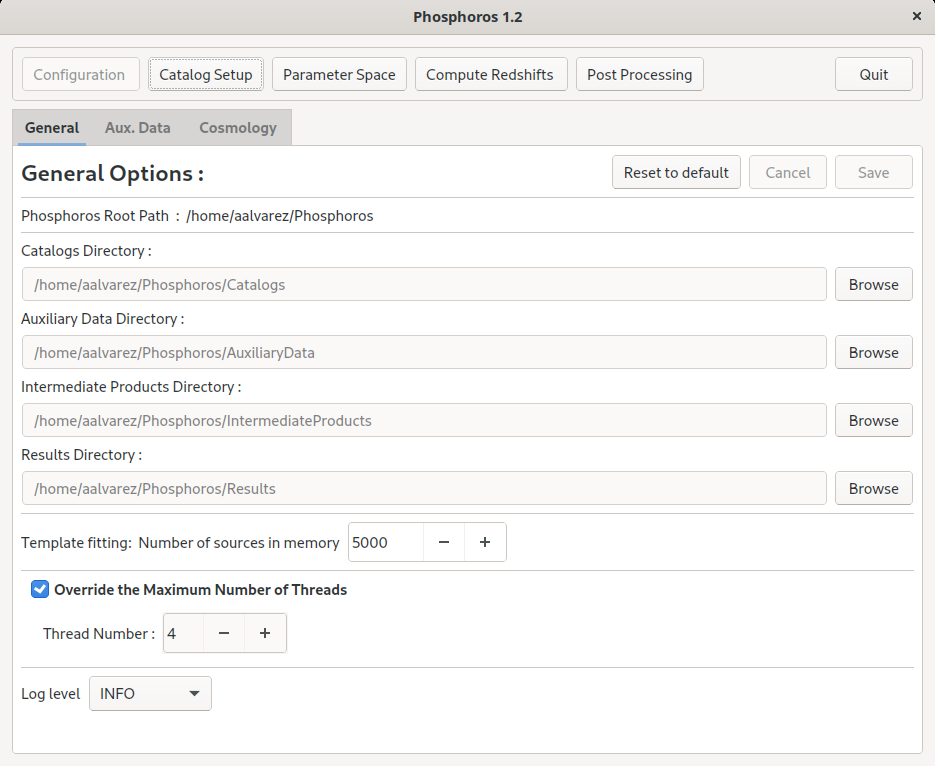 Phosphoros 1.2
Configuration Catalog Setup Parameter Space Compute Redshifts Post Processing Quit
General Aux. Data Cosmology
General Options : Reset to default Cancel Save
Phosphoros Root Path : /home/aalvarez/Phosphoros
Catalogs Directory :
/home/aalvarez/Phosphoros/Catalogs Browse
Auxiliary Data Directory :
/home/aalvarez/Phosphoros/AuxiliaryData Browse
Intermediate Products Directory :
/home/aalvarez/Phosphoros/IntermediateProducts Browse
Results Directory :
/home/aalvarez/Phosphoros/Results Browse
Template fitting: Number of sources in memory 5000 − +
Override the Maximum Number of Threads
Thread Number : 4 − +
Log level INFO